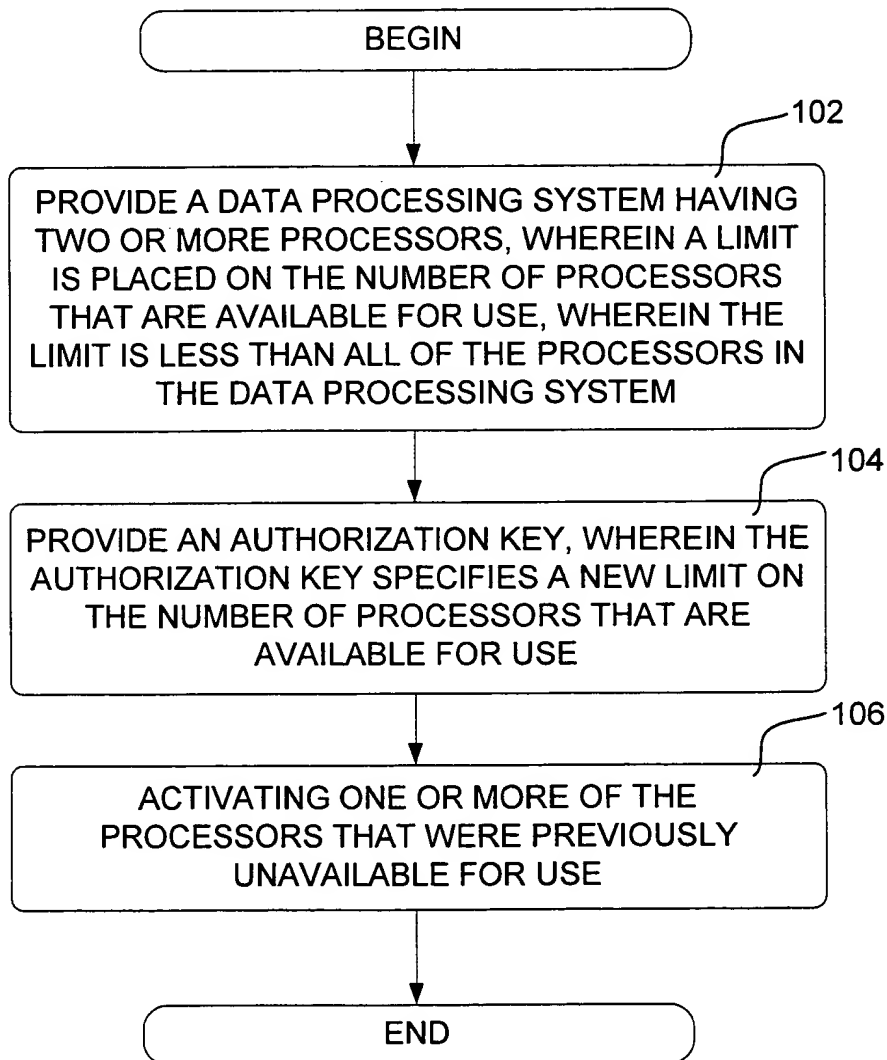 BEGIN
102
PROVIDE A DATA PROCESSING SYSTEM HAVING
TWO OR MORE PROCESSORS, WHEREIN A LIMIT
IS PLACED ON THE NUMBER OF PROCESSORS
THAT ARE AVAILABLE FOR USE, WHEREIN THE
LIMIT IS LESS THAN ALL OF THE PROCESSORS IN
THE DATA PROCESSING SYSTEM
104
PROVIDE AN AUTHORIZATION KEY, WHEREIN THE
AUTHORIZATION KEY SPECIFIES A NEW LIMIT ON
THE NUMBER OF PROCESSORS THAT ARE
AVAILABLE FOR USE
106
ACTIVATING ONE OR MORE OF THE
PROCESSORS THAT WERE PREVIOUSLY
UNAVAILABLE FOR USE
END